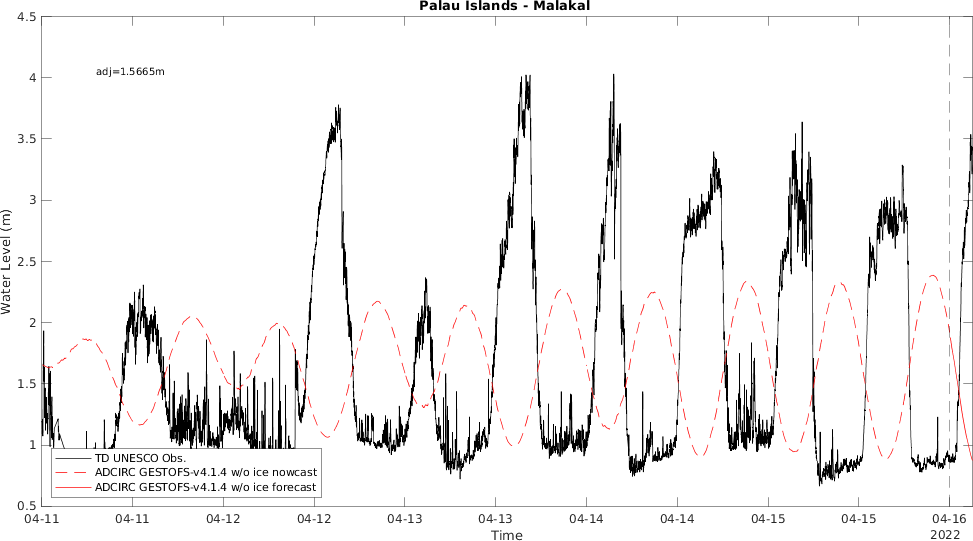 Palau Islands - Malakal
4.5
4
3.5
3
2.5
2
1.5
1
0.5
Water Level (m)
adj=1.5665m
TD UNESCO Obs.
ADCIRC GESTOFS-v4.1.4 w/o ice nowcast
ADCIRC GESTOFS-v4.1.4 w/o ice forecast
04-11 04-11 04-12 04-12 04-13 04-13 04-14 04-14 04-15 04-15 04-16
Time
2022